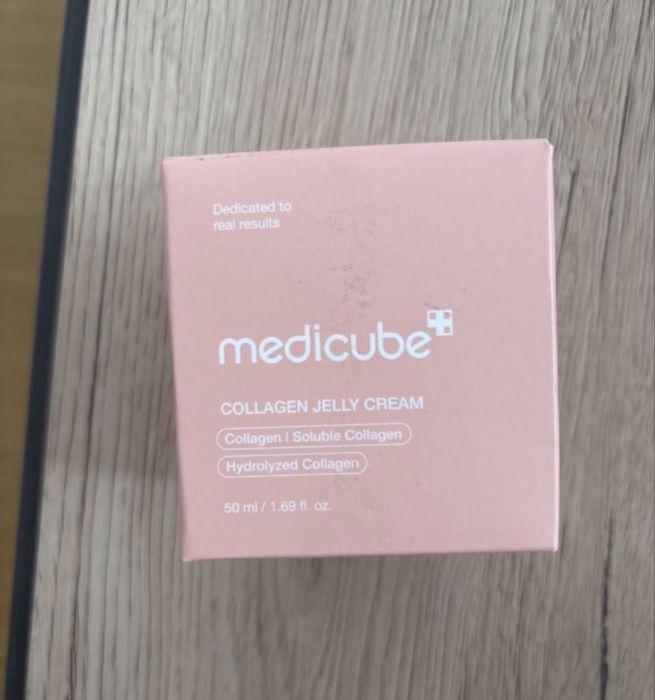 Dedicated to
real results
medicube
COLLAGEN JELLY CREAM
Collagen | Soluble Collagen
Hydrolyzed Collagen
50 ml / 1.69 fl. oz.